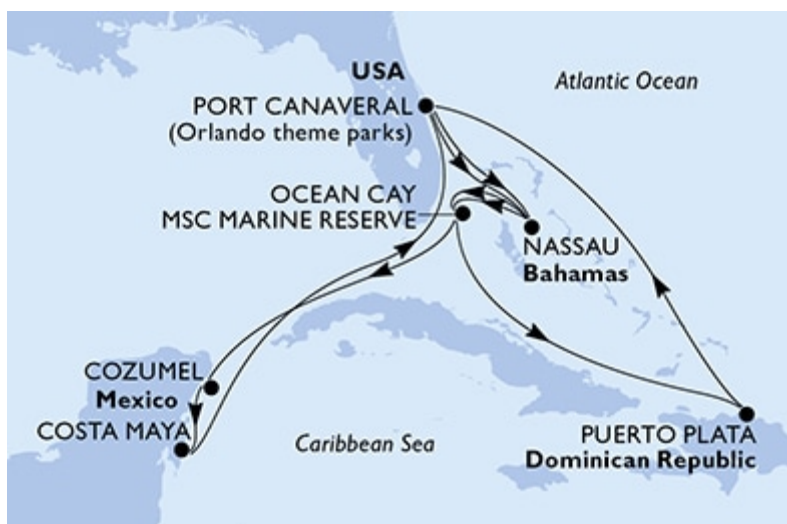 USA
Atlantic Ocean
PORT CANAVERAL
(Orlando theme parks)
OCEAN CAY
MSC MARINE RESERVE
NASSAU
Bahamas
COZUMEL
Mexico
COSTA MAYA
Caribbean Sea
PUERTO PLATA
Dominican Republic